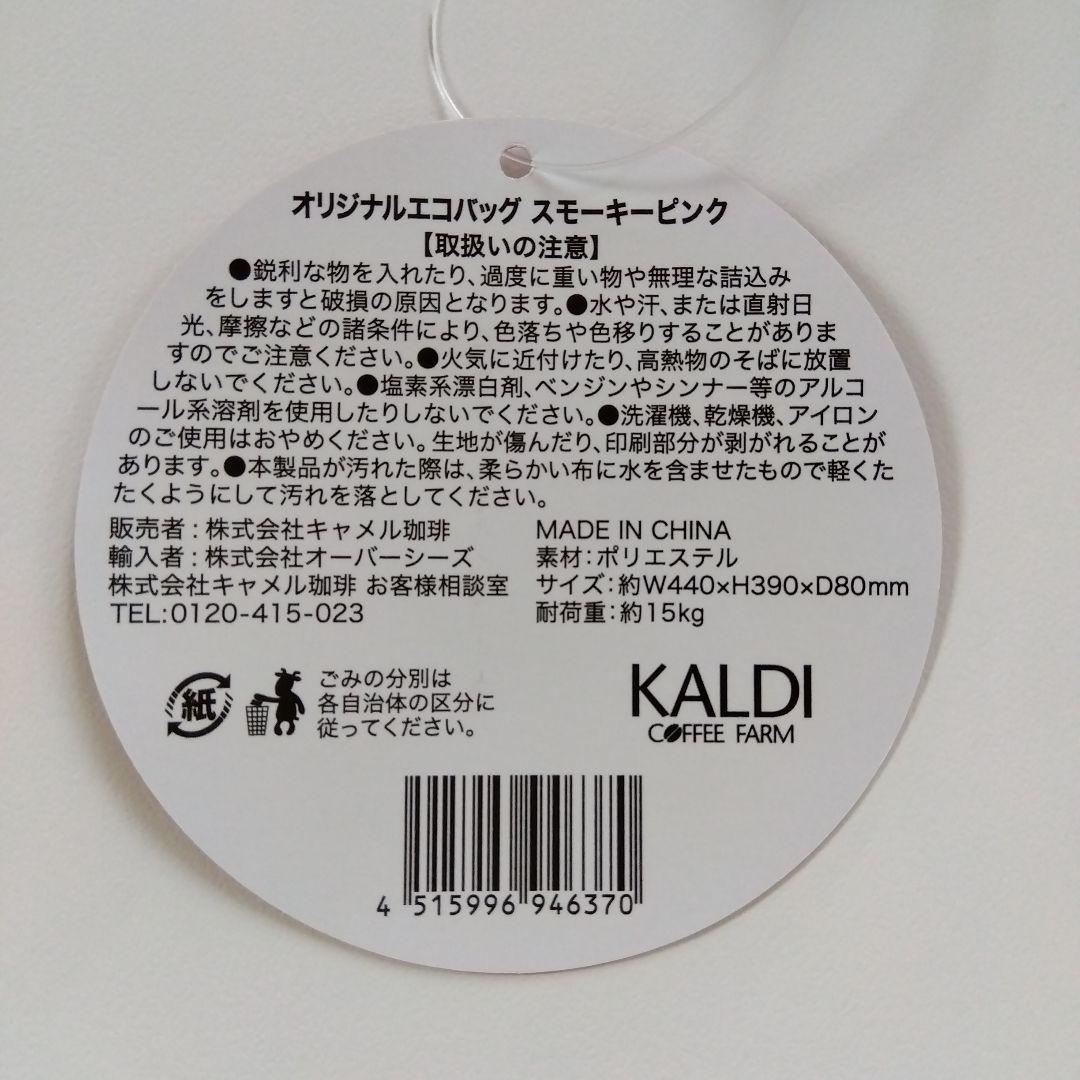 オリジナルエコバッグ スモーキーピンク
【取扱いの注意】
●鋭利な物を入れたり、過度に重い物や無理な詰込み
をしますと破損の原因となります。●水や汗、または直射日
光、摩擦などの諸条件により、色落ちや色移りすることがありま
すのでご注意ください。●火気に近付けたり、高熱物のそばに放置
しないでください。●塩素系漂白剤、ベンジンやシンナー等のアルコ
ール系溶剤を使用したりしないでください。●洗濯機、乾燥機、アイロン
のご使用はおやめください。生地が傷んだり、印刷部分が剥がれることが
あります。●本製品が汚れた際は、柔らかい布に水を含ませたもので軽くた
たくようにして汚れを落としてください。
販売者：株式会社キャメル珈琲
輸入者：株式会社オーバーシーズ
株式会社キャメル珈琲 お客様相談室
TEL:0120-415-023
MADE IN CHINA
素材：ポリエステル
サイズ：約W440×H390×D80mm
耐荷重：約15kg
紙
ごみの分別は
各自治体の区分に
従ってください。
KALDI
COFFEE FARM
4 515996 946370